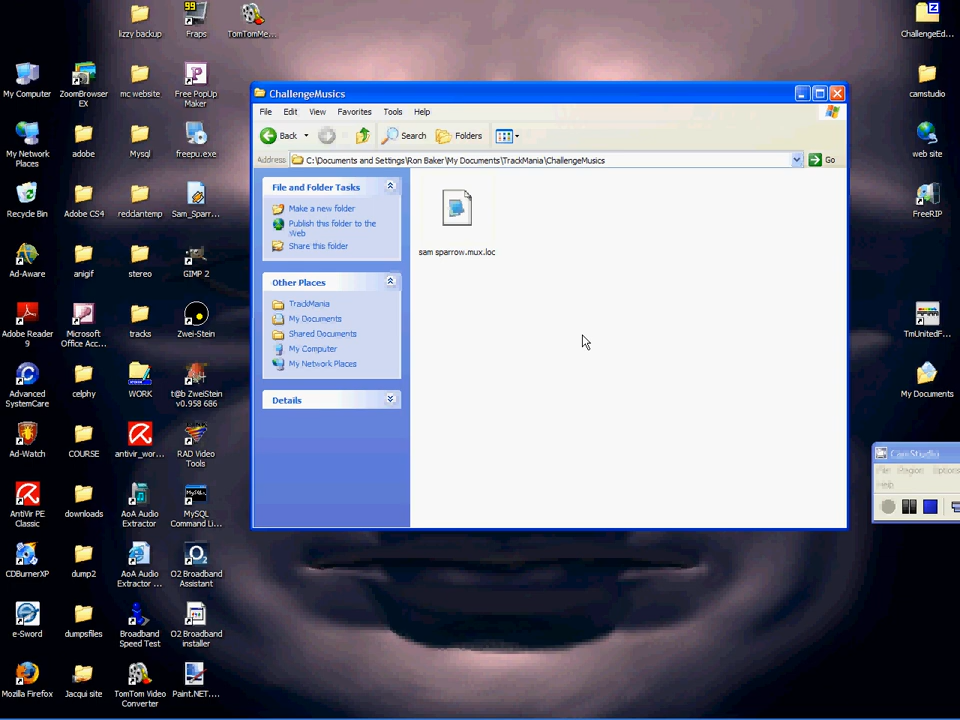 99
Z
lizzy backup
Fraps
TomTomMe...
ChallengeEd...
My Computer
ZoomBrowser EX
mc website
Free PopUp Maker
camstudio
My Network Places
adobe
Mysql
freepu.exe
web site
Recycle Bin
Adobe CS4
reddantemp
Sam_Sparr...
FreeRIP
Ad-Aware
anigif
stereo
GIMP 2
Adobe Reader 9
Microsoft Office Acc...
tracks
Zwei-Stein
TmUnitedF...
Advanced SystemCare
celphy
WORK
t@b ZweiStein v0.958 686
My Documents
Ad-Watch
COURSE
antivir_wor...
RAD Video Tools
AntiVir PE Classic
downloads
AoA Audio Extractor
MySQL Command Li...
CDBurnerXP
dump2
AoA Audio Extractor ...
O2 Broadband Assistant
e-Sword
dumpsfiles
Broadband Speed Test
O2 Broadband installer
Mozilla Firefox
Jacqui site
TomTom Video Converter
Paint.NET....
ChallengeMusics
File Edit View Favorites Tools Help
Back Search Folders
Address C:\Documents and Settings\Ron Baker\My Documents\TrackMania\ChallengeMusics Go
File and Folder Tasks
Make a new folder
Publish this folder to the Web
Share this folder
Other Places
TrackMania
My Documents
Shared Documents
My Computer
My Network Places
Details
sam sparrow.mux.loc
CamStudio
File Region Options
Help